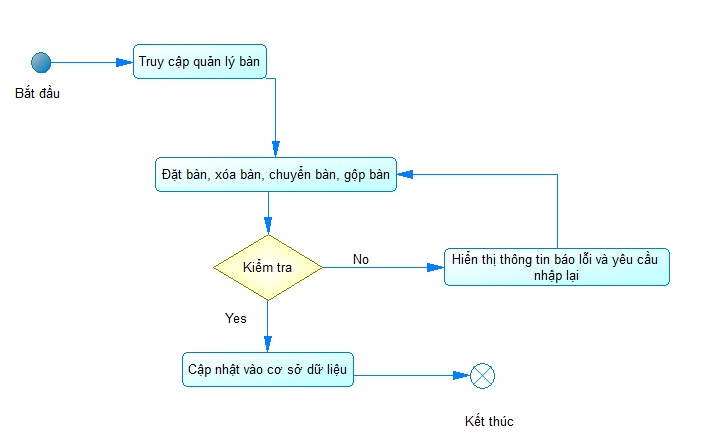 Truy cập quản lý bàn
Bắt đầu
Đặt bàn, xóa bàn, chuyển bàn, gộp bàn
Kiểm tra
No
Hiển thị thông tin báo lỗi và yêu cầu
nhập lại
Yes
Cập nhật vào cơ sở dữ liệu
Kết thúc